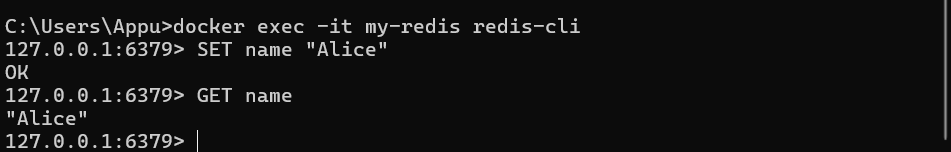 C:\Users\Appu>docker exec -it my-redis redis-cli
127.0.0.1:6379> SET name "Alice"
OK
127.0.0.1:6379> GET name
"Alice"
127.0.0.1:6379>